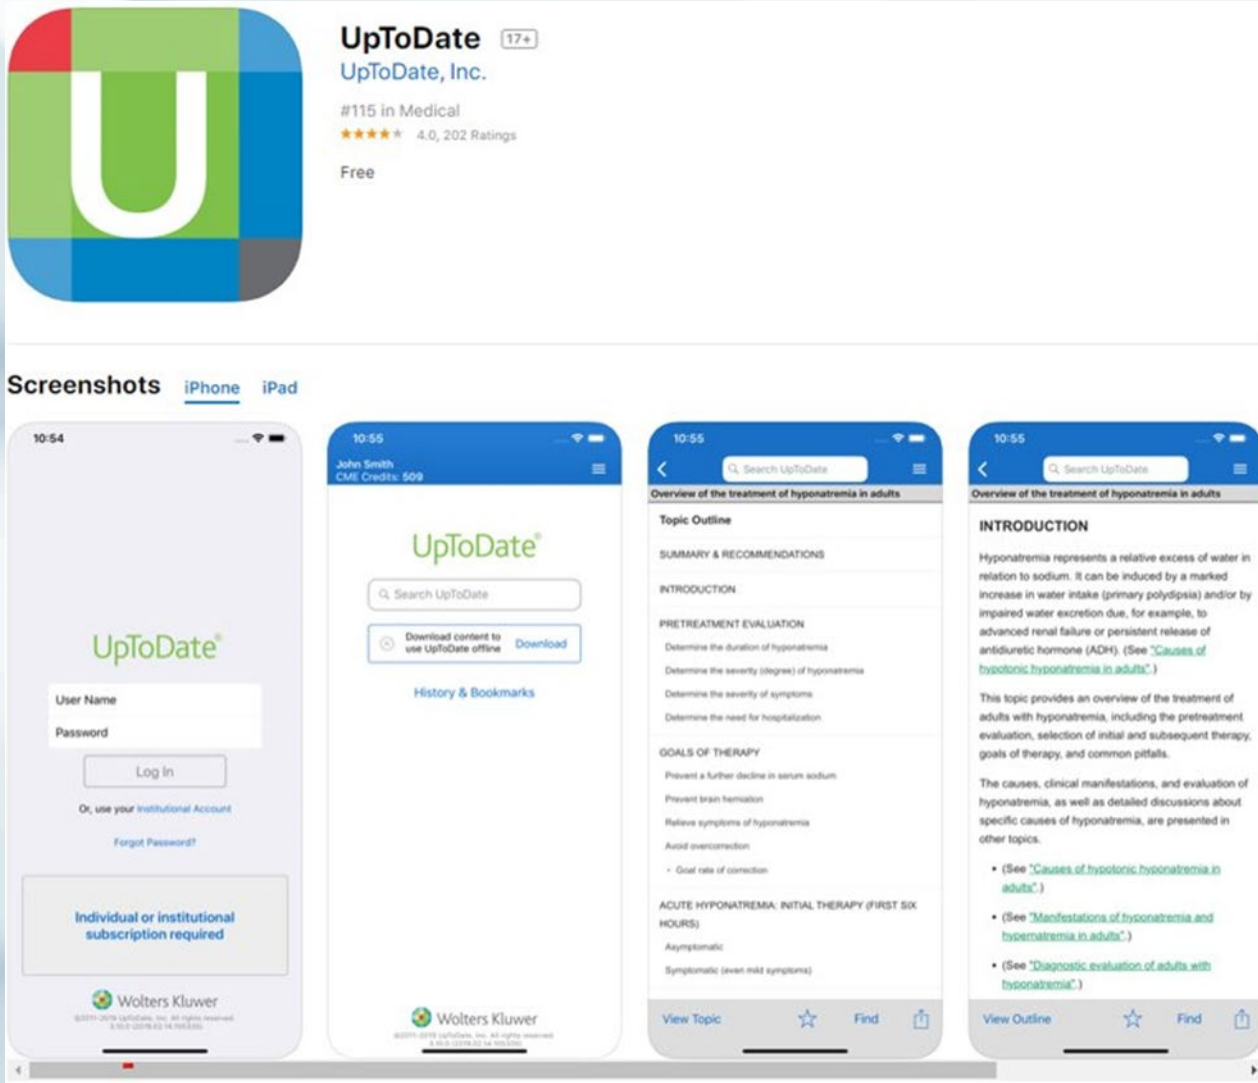 U
UpToDate 17+
UpToDate, Inc.
#115 in Medical
4.0, 202 Ratings
Free
Screenshots iPhone iPad
10:54
UpToDate®
User Name
Password
Log In
Or, use your Institutional Account
Forgot Password?
Individual or institutional
subscription required
Wolters Kluwer
©2011-2019 UpToDate, Inc. All rights reserved.
10:55
John Smith
CME Credits: 509
UpToDate®
Search UpToDate
Download content to
use UpToDate offline
Download
History & Bookmarks
Wolters Kluwer
©2011-2019 UpToDate, Inc. All rights reserved.
10:55
Search UpToDate
Overview of the treatment of hyponatremia in adults
Topic Outline
SUMMARY & RECOMMENDATIONS
INTRODUCTION
PRETREATMENT EVALUATION
Determine the duration of hyponatremia
Determine the severity (degree) of hyponatremia
Determine the severity of symptoms
Determine the need for hospitalization
GOALS OF THERAPY
Prevent a further decline in serum sodium
Prevent brain herniation
Relieve symptoms of hyponatremia
Avoid overcorrection
- Goal rate of correction
ACUTE HYPONATREMIA: INITIAL THERAPY (FIRST SIX
HOURS)
Asymptomatic
Symptomatic (even mild symptoms)
View Topic Find
10:55
Search UpToDate
Overview of the treatment of hyponatremia in adults
INTRODUCTION
Hyponatremia represents a relative excess of water in
relation to sodium. It can be induced by a marked
increase in water intake (primary polydipsia) and/or by
impaired water excretion due, for example, to
advanced renal failure or persistent release of
antidiuretic hormone (ADH). (See "Causes of
hypotonic hyponatremia in adults".)
This topic provides an overview of the treatment of
adults with hyponatremia, including the pretreatment
evaluation, selection of initial and subsequent therapy,
goals of therapy, and common pitfalls.
The causes, clinical manifestations, and evaluation of
hyponatremia, as well as detailed discussions about
specific causes of hyponatremia, are presented in
other topics.
• (See "Causes of hypotonic hyponatremia in
adults".)
• (See "Manifestations of hyponatremia and
hypernatremia in adults".)
• (See "Diagnostic evaluation of adults with
hyponatremia".)
View Outline Find